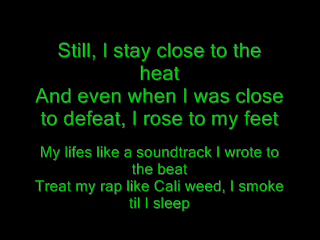 Still, I stay close to the
heat
And even when I was close
to defeat, I rose to my feet
My lifes like a soundtrack I wrote to
the beat
Treat my rap like Cali weed, I smoke
til I sleep